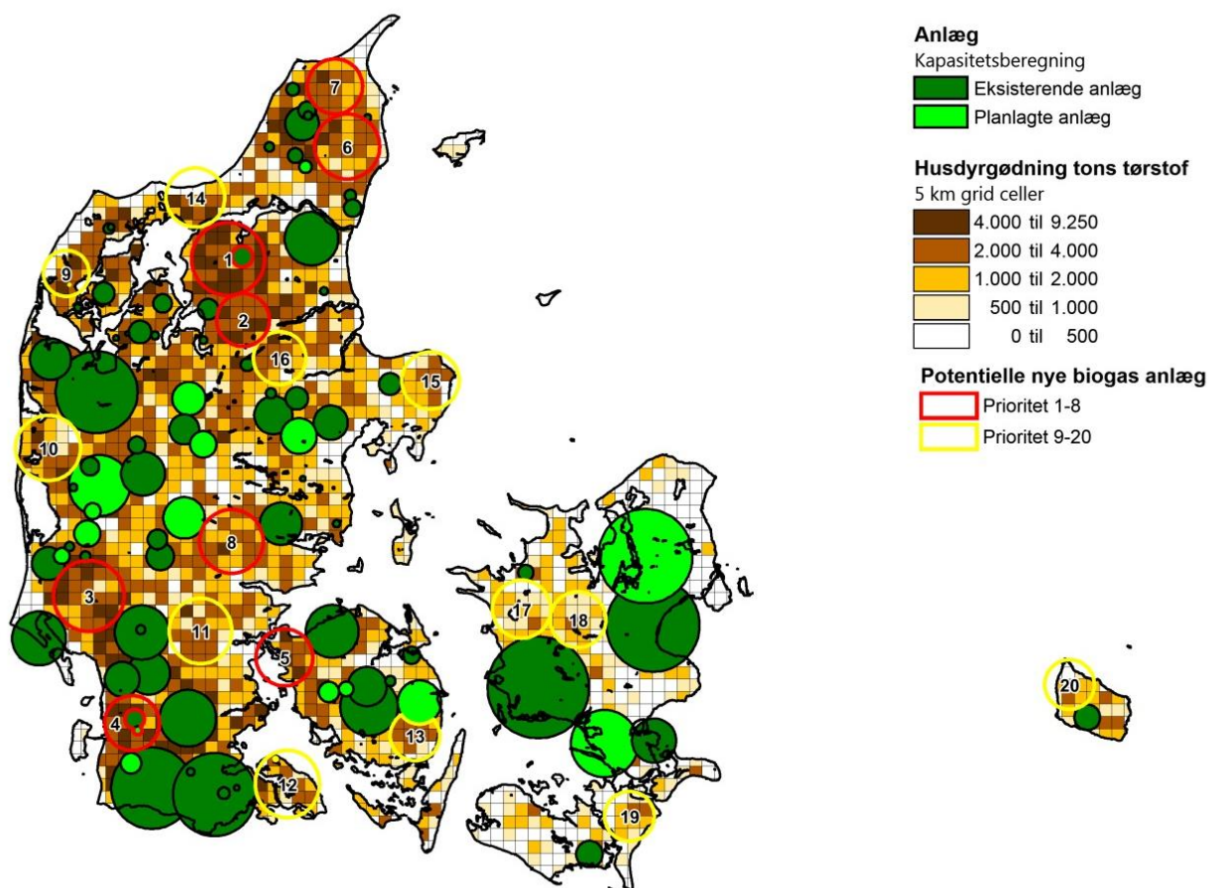 Anlæg
Kapasitetsberegning
Eksisterende anlæg
Planlagte anlæg
Husdyrgødning tons tørstof
5 km grid celler
4.000 til 9.250
2.000 til 4.000
1.000 til 2.000
500 til 1.000
0 til 500
Potentielle nye biogas anlæg
Prioritet 1-8
Prioritet 9-20
7
6
14
1
9
2
16
15
10
8
3
17
18
11
5
20
4
13
12
19